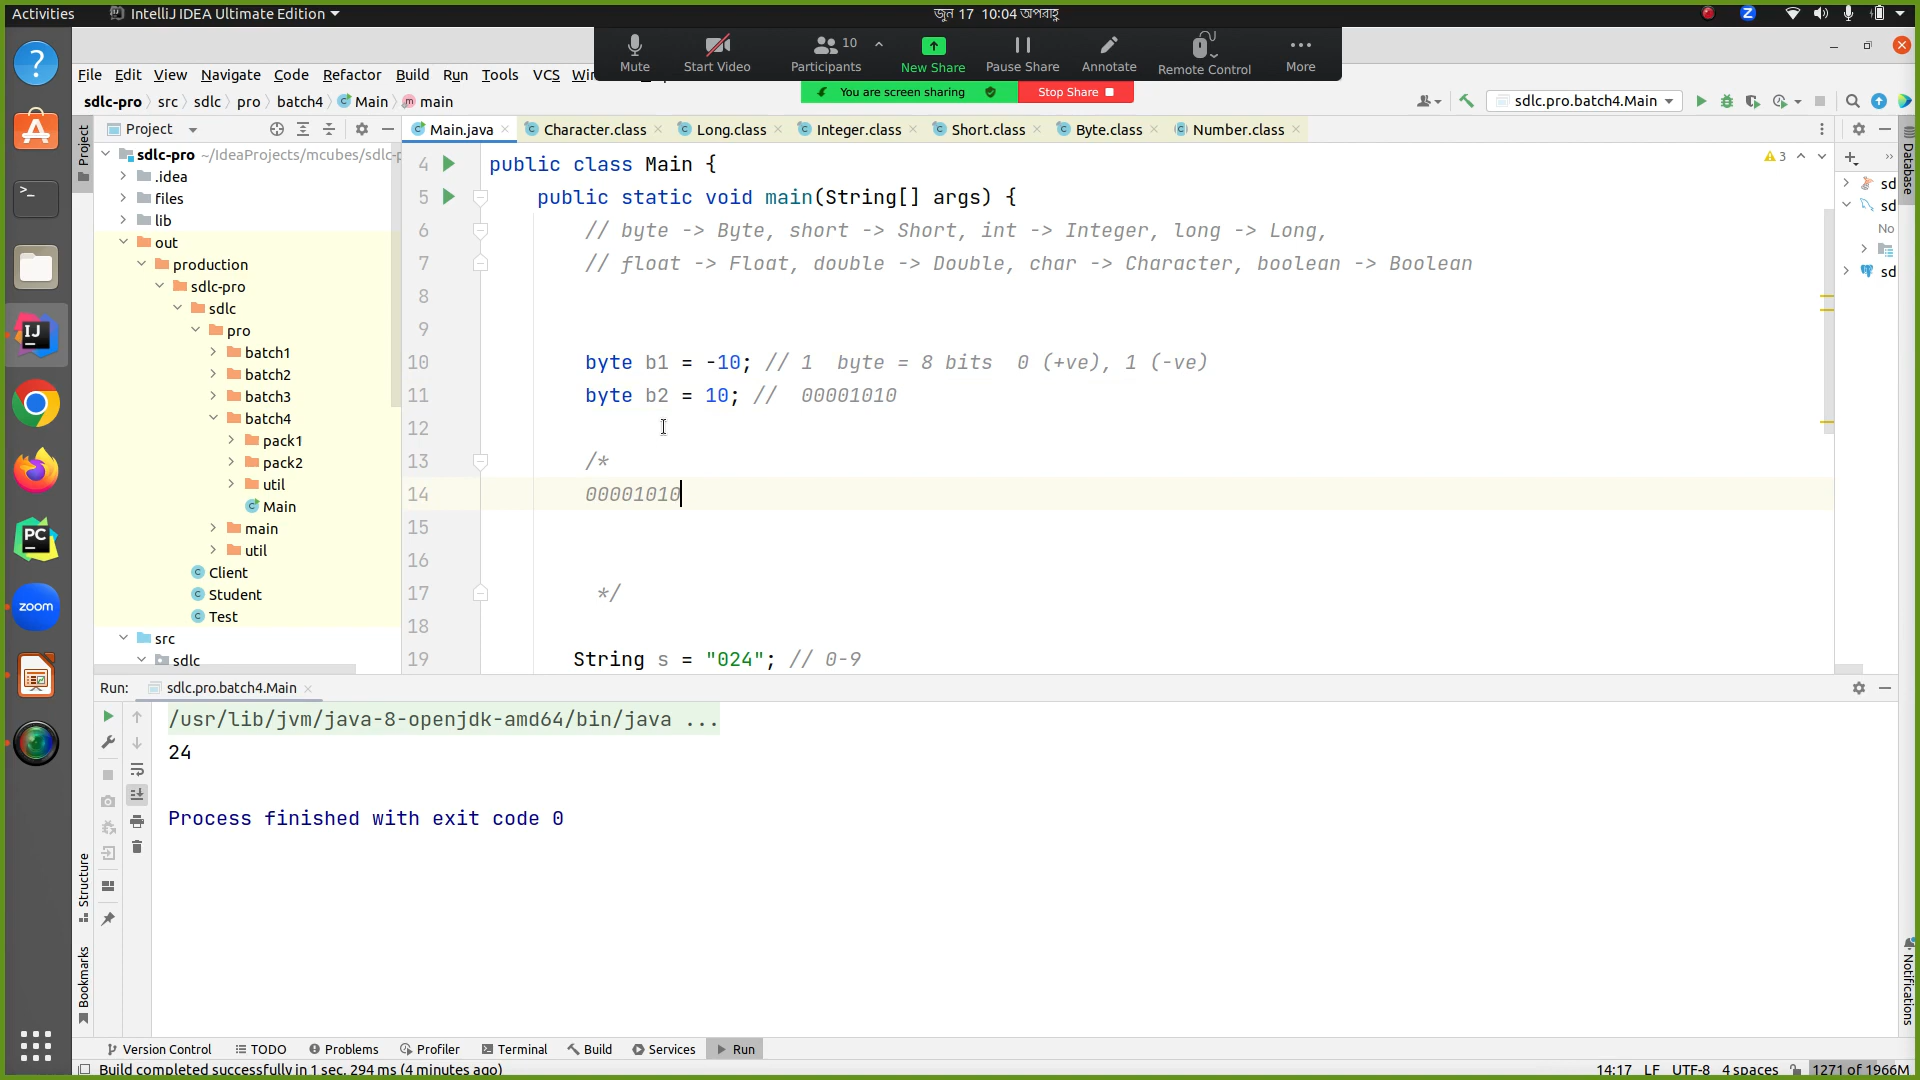 Activities
IntelliJ IDEA Ultimate Edition
জুন 17 10:04 অপরাহ্ণ
Z
Mute
Start Video
Participants
10
New Share
Pause Share
Annotate
Remote Control
More
You are screen sharing
Stop Share
File Edit View Navigate Code Refactor Build Run Tools VCS
sdlc-pro src sdlc pro batch4 Main main
sdlc.pro.batch4.Main
Project
Main.java
Character.class
Long.class
Integer.class
Short.class
Byte.class
Number.class
Project
sdlc-pro ~/IdeaProjects/mcubes/sdlc-p
.idea
files
lib
out
production
sdlc-pro
sdlc
pro
batch1
batch2
batch3
batch4
pack1
pack2
util
Main
main
util
Client
Student
Test
src
sdlc
4 public class Main {
5 public static void main(String[] args) {
6 // byte -> Byte, short -> Short, int -> Integer, long -> Long,
7 // float -> Float, double -> Double, char -> Character, boolean -> Boolean
8
9
10 byte b1 = -10; // 1  byte = 8 bits  0 (+ve), 1 (-ve)
11 byte b2 = 10; //  00001010
12
13 /*
14 00001010
15
16
17 */
18
19 String s = "024"; // 0-9
3
Database
sd
sd
No
sd
Run: sdlc.pro.batch4.Main
/usr/lib/jvm/java-8-openjdk-amd64/bin/java ...
24
Process finished with exit code 0
Structure
Bookmarks
Notifications
>_
IJ
PC
zoom
Version Control TODO Problems Profiler Terminal Build Services Run
Build completed successfully in 1 sec, 294 ms (4 minutes ago)
14:17 LF UTF-8 4 spaces 1271 of 1966M